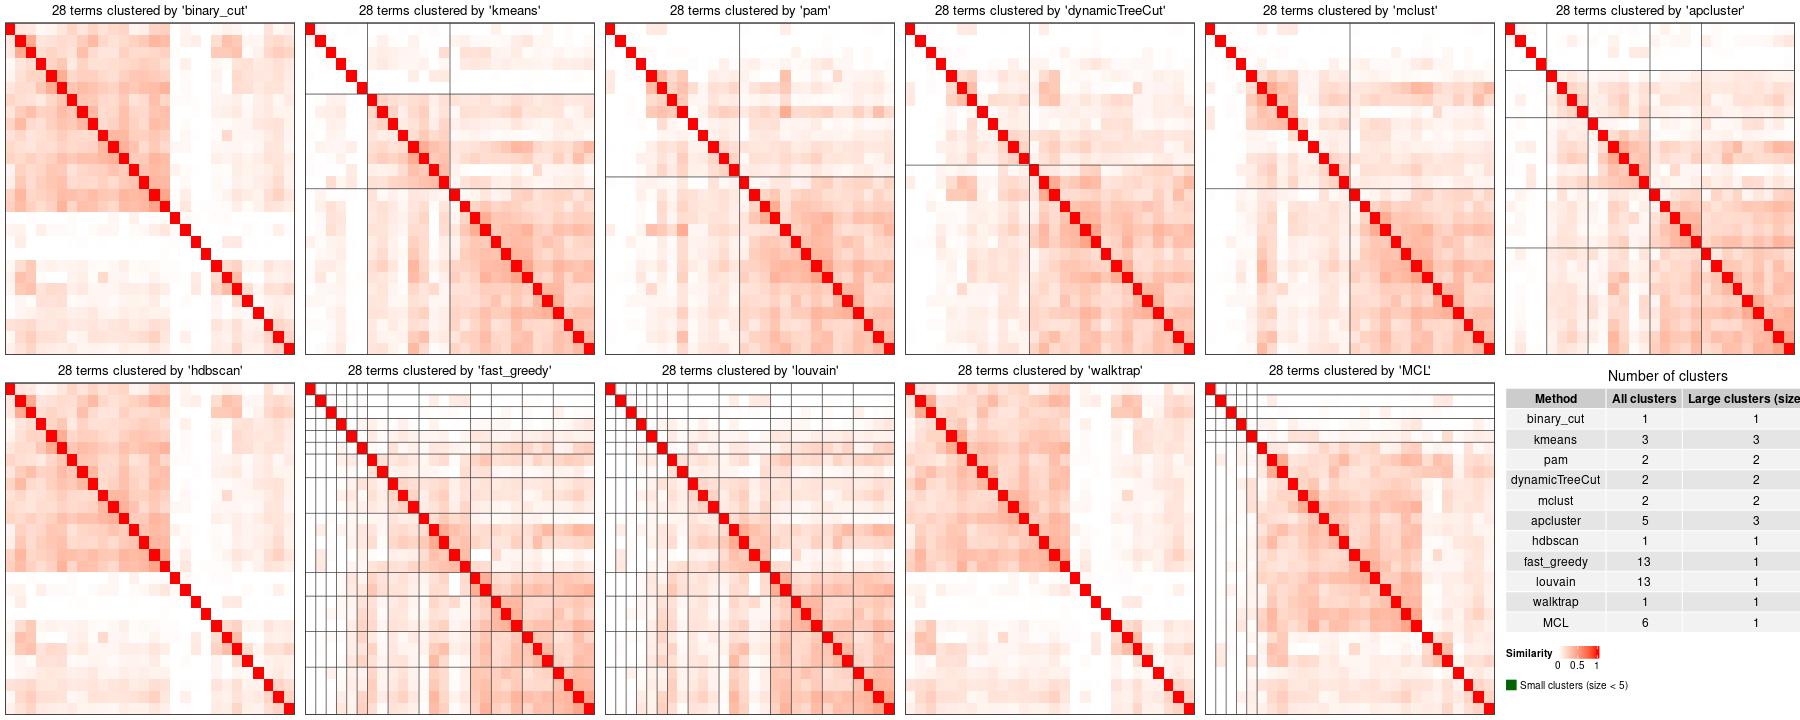 28 terms clustered by 'binary_cut'
28 terms clustered by 'kmeans'
28 terms clustered by 'pam'
28 terms clustered by 'dynamicTreeCut'
28 terms clustered by 'mclust'
28 terms clustered by 'apcluster'
28 terms clustered by 'hdbscan'
28 terms clustered by 'fast_greedy'
28 terms clustered by 'louvain'
28 terms clustered by 'walktrap'
28 terms clustered by 'MCL'
Number of clusters
Method All clusters Large clusters (size
binary_cut 1 1
kmeans 3 3
pam 2 2
dynamicTreeCut 2 2
mclust 2 2
apcluster 5 3
hdbscan 1 1
fast_greedy 13 1
louvain 13 1
walktrap 1 1
MCL 6 1
Similarity
0 0.5 1
Small clusters (size < 5)